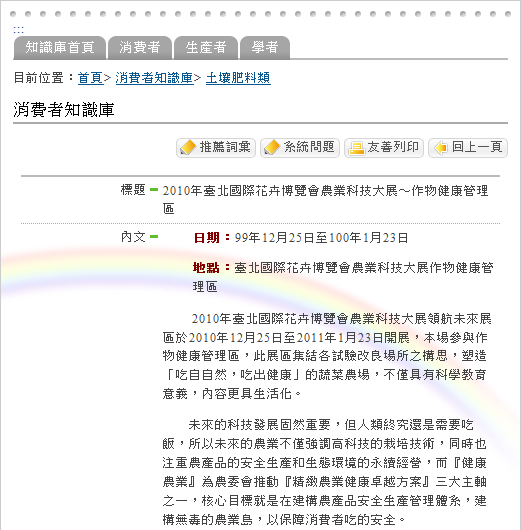 :::
知識庫首頁 消費者 生產者 學者
目前位置：首頁> 消費者知識庫> 土壤肥料類
消費者知識庫
推薦詞彙 系統問題 友善列印 回上一頁
標題 2010年臺北國際花卉博覽會農業科技大展～作物健康管理
區
內文 日期：99年12月25日至100年1月23日
地點：臺北國際花卉博覽會農業科技大展作物健康管
理區
2010年臺北國際花卉博覽會農業科技大展領航未來展
區於2010年12月25日至2011年1月23日開展，本場參與作
物健康管理區，此展區集結各試驗改良場所之構思，塑造
「吃自自然，吃出健康」的蔬菜農場，不僅具有科學教育
意義，內容更具生活化。
未來的科技發展固然重要，但人類終究還是需要吃
飯，所以未來的農業不僅強調高科技的栽培技術，同時也
注重農產品的安全生產和生態環境的永續經營，而『健康
農業』為農委會推動『精緻農業健康卓越方案』三大主軸
之一，核心目標就是在建構農產品安全生產管理體系，建
構無毒的農業島，以保障消費者吃的安全。